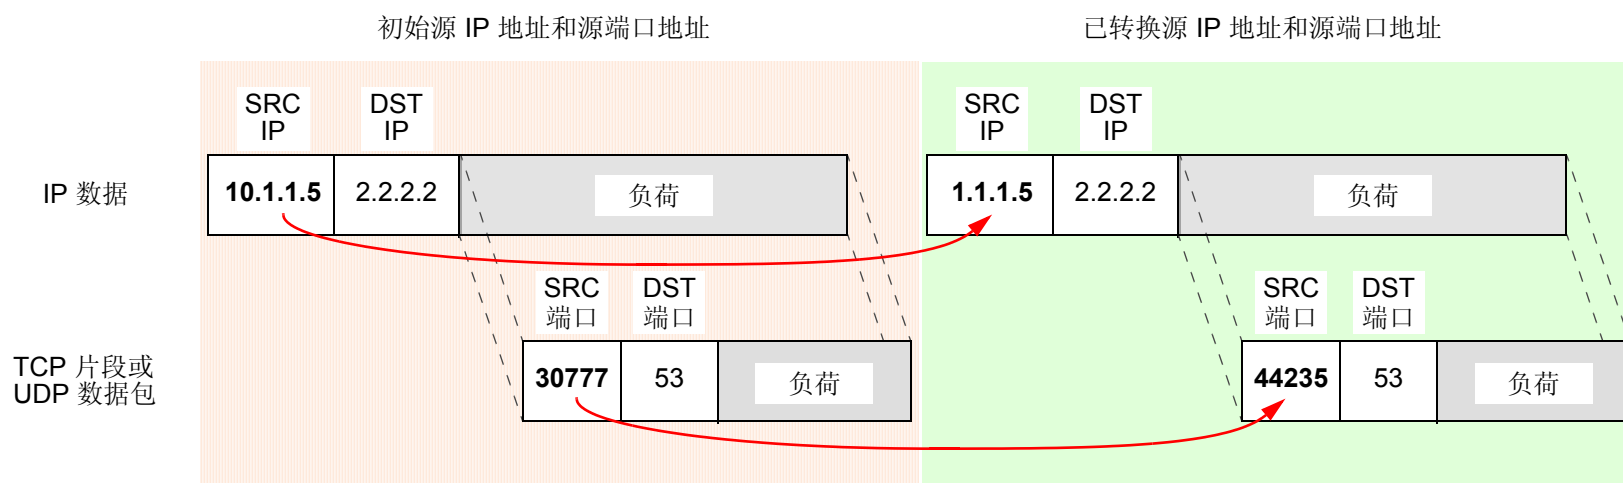 初始源 IP 地址和源端口地址
已转换源 IP 地址和源端口地址
SRC
IP
DST
IP
SRC
IP
DST
IP
IP 数据
10.1.1.5
2.2.2.2
负荷
1.1.1.5
2.2.2.2
负荷
SRC
端口
DST
端口
SRC
端口
DST
端口
TCP 片段或
UDP 数据包
30777
53
负荷
44235
53
负荷